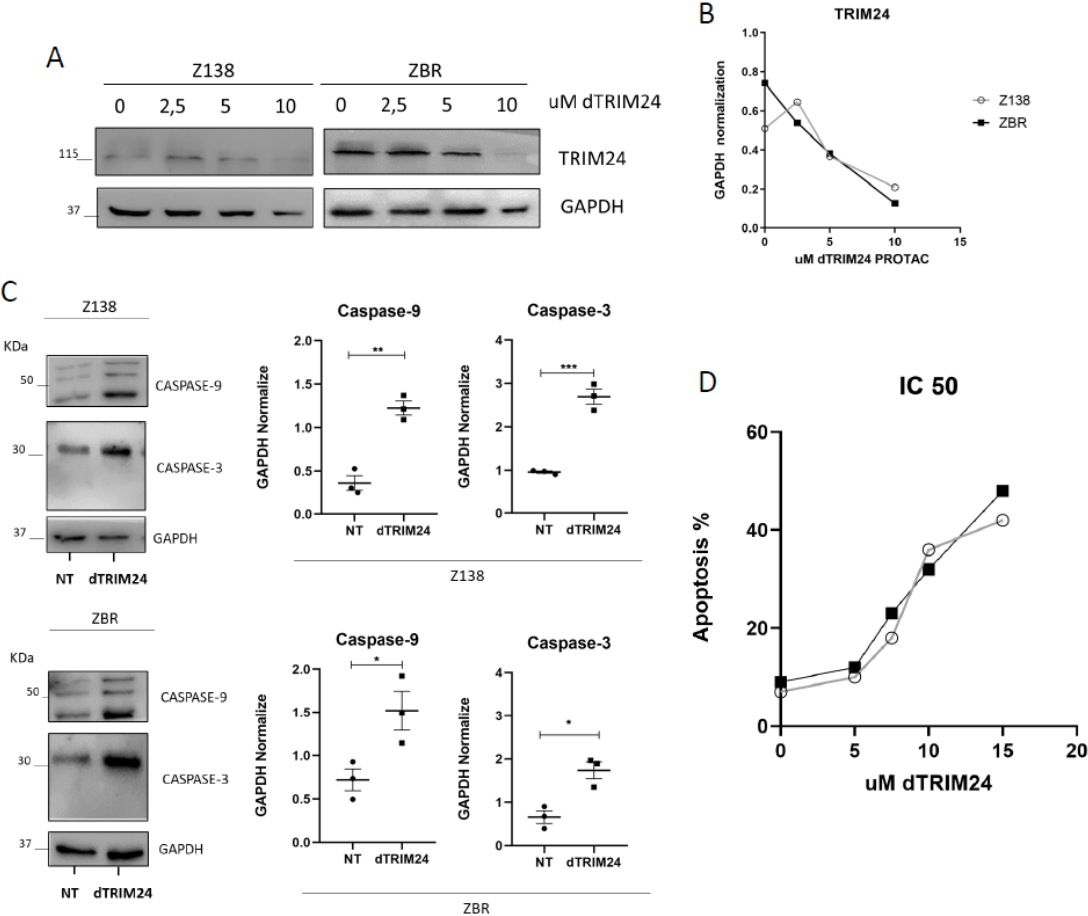 A
Z138 ZBR
0 2,5 5 10 0 2,5 5 10 uM dTRIM24
115 TRIM24
37 GAPDH
B
TRIM24
GAPDH normalization
1.0
0.8
0.6
0.4
0.2
0.0
0 5 10 15
uM dTRIM24 PROTAC
Z138
ZBR
C
Z138
KDa
50 CASPASE-9
30 CASPASE-3
37 GAPDH
NT dTRIM24
Caspase-9
GAPDH Normalize
2.0
1.5
1.0
0.5
0.0
**
NT dTRIM24
Caspase-3
GAPDH Normalize
4
3
2
1
0
***
NT dTRIM24
Z138
ZBR
KDa
50 CASPASE-9
30 CASPASE-3
37 GAPDH
NT dTRIM24
Caspase-9
GAPDH Normalize
2.0
1.5
1.0
0.5
0.0
*
NT dTRIM24
Caspase-3
GAPDH Normalize
4
3
2
1
0
*
NT dTRIM24
ZBR
D
IC 50
Apoptosis %
60
40
20
0
0 5 10 15 20
uM dTRIM24